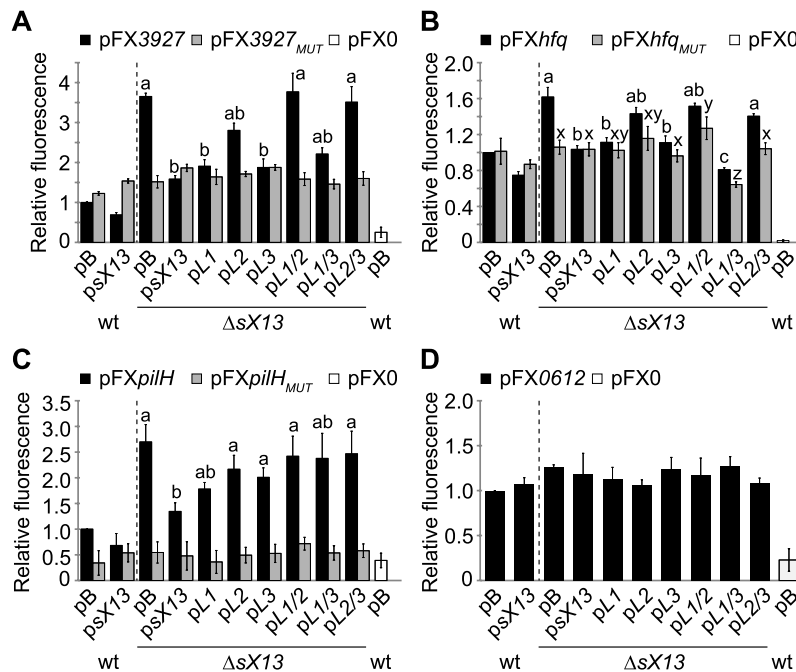 A
pFX3927 pFX3927MUT pFX0
Relative fluorescence
4
3
2
1
0
a b b ab b a b a
pB psX13 pB psX13 pL1 pL2 pL3 pL1/2 pL1/3 pL2/3 pB
wt ΔsX13 wt
B
pFXhfq pFXhfqMUT pFX0
Relative fluorescence
2.0
1.6
1.2
0.8
0.4
0
a x b x b xy ab xy b x ab y c z a x
pB psX13 pB psX13 pL1 pL2 pL3 pL1/2 pL1/3 pL2/3 pB
wt ΔsX13 wt
C
pFXpilH pFXpilHMUT pFX0
Relative fluorescence
3.5
2.5
2.0
1.5
1.0
0.5
0
a b ab a a a ab a
pB psX13 pB psX13 pL1 pL2 pL3 pL1/2 pL1/3 pL2/3 pB
wt ΔsX13 wt
D
pFX0612 pFX0
Relative fluorescence
2.0
1.5
1.0
0.5
0
pB psX13 pB psX13 pL1 pL2 pL3 pL1/2 pL1/3 pL2/3 pB
wt ΔsX13 wt